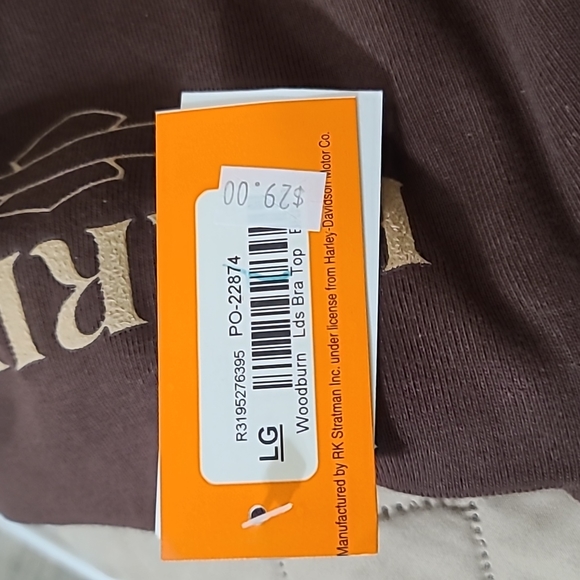 $29.00
R3195276395 PO-22874
LG
Woodburn Lds Bra Top
Manufactured by RK Stratman Inc. under license from Harley-Davidson Motor Co.